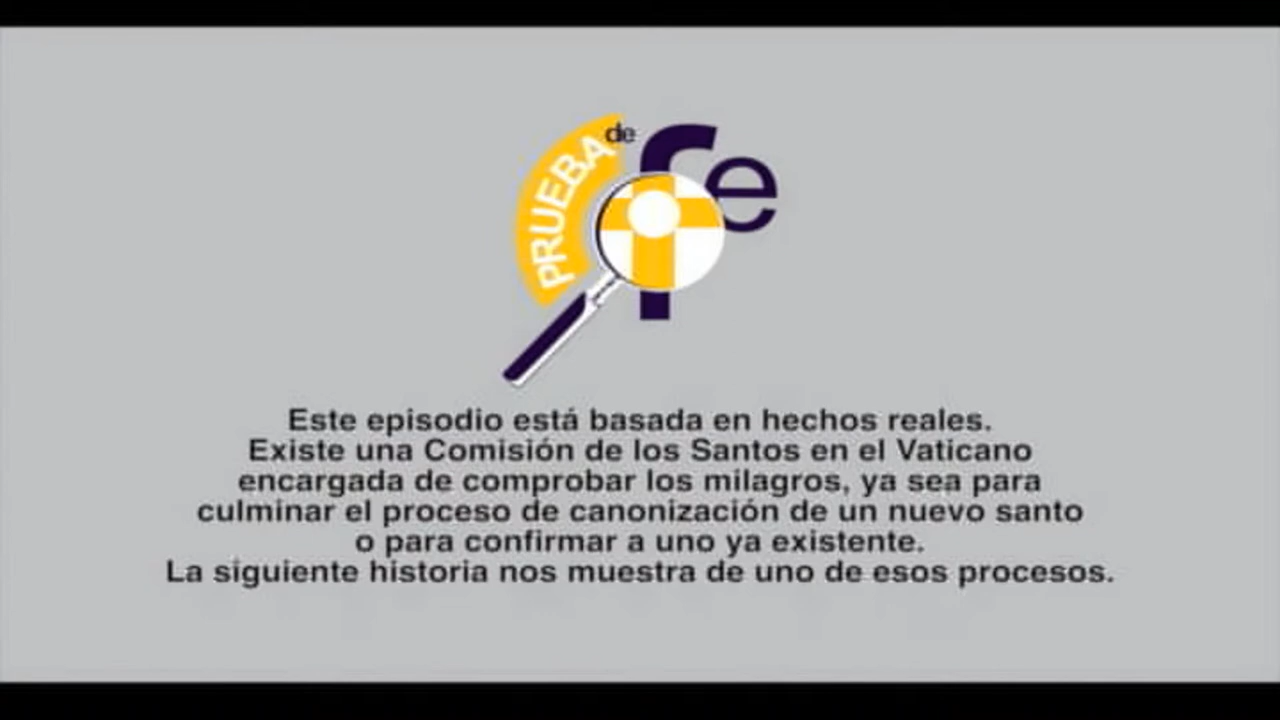 PRUEBA de fe
Este episodio está basada en hechos reales.
Existe una Comisión de los Santos en el Vaticano
encargada de comprobar los milagros, ya sea para
culminar el proceso de canonización de un nuevo santo
o para confirmar a uno ya existente.
La siguiente historia nos muestra de uno de esos procesos.